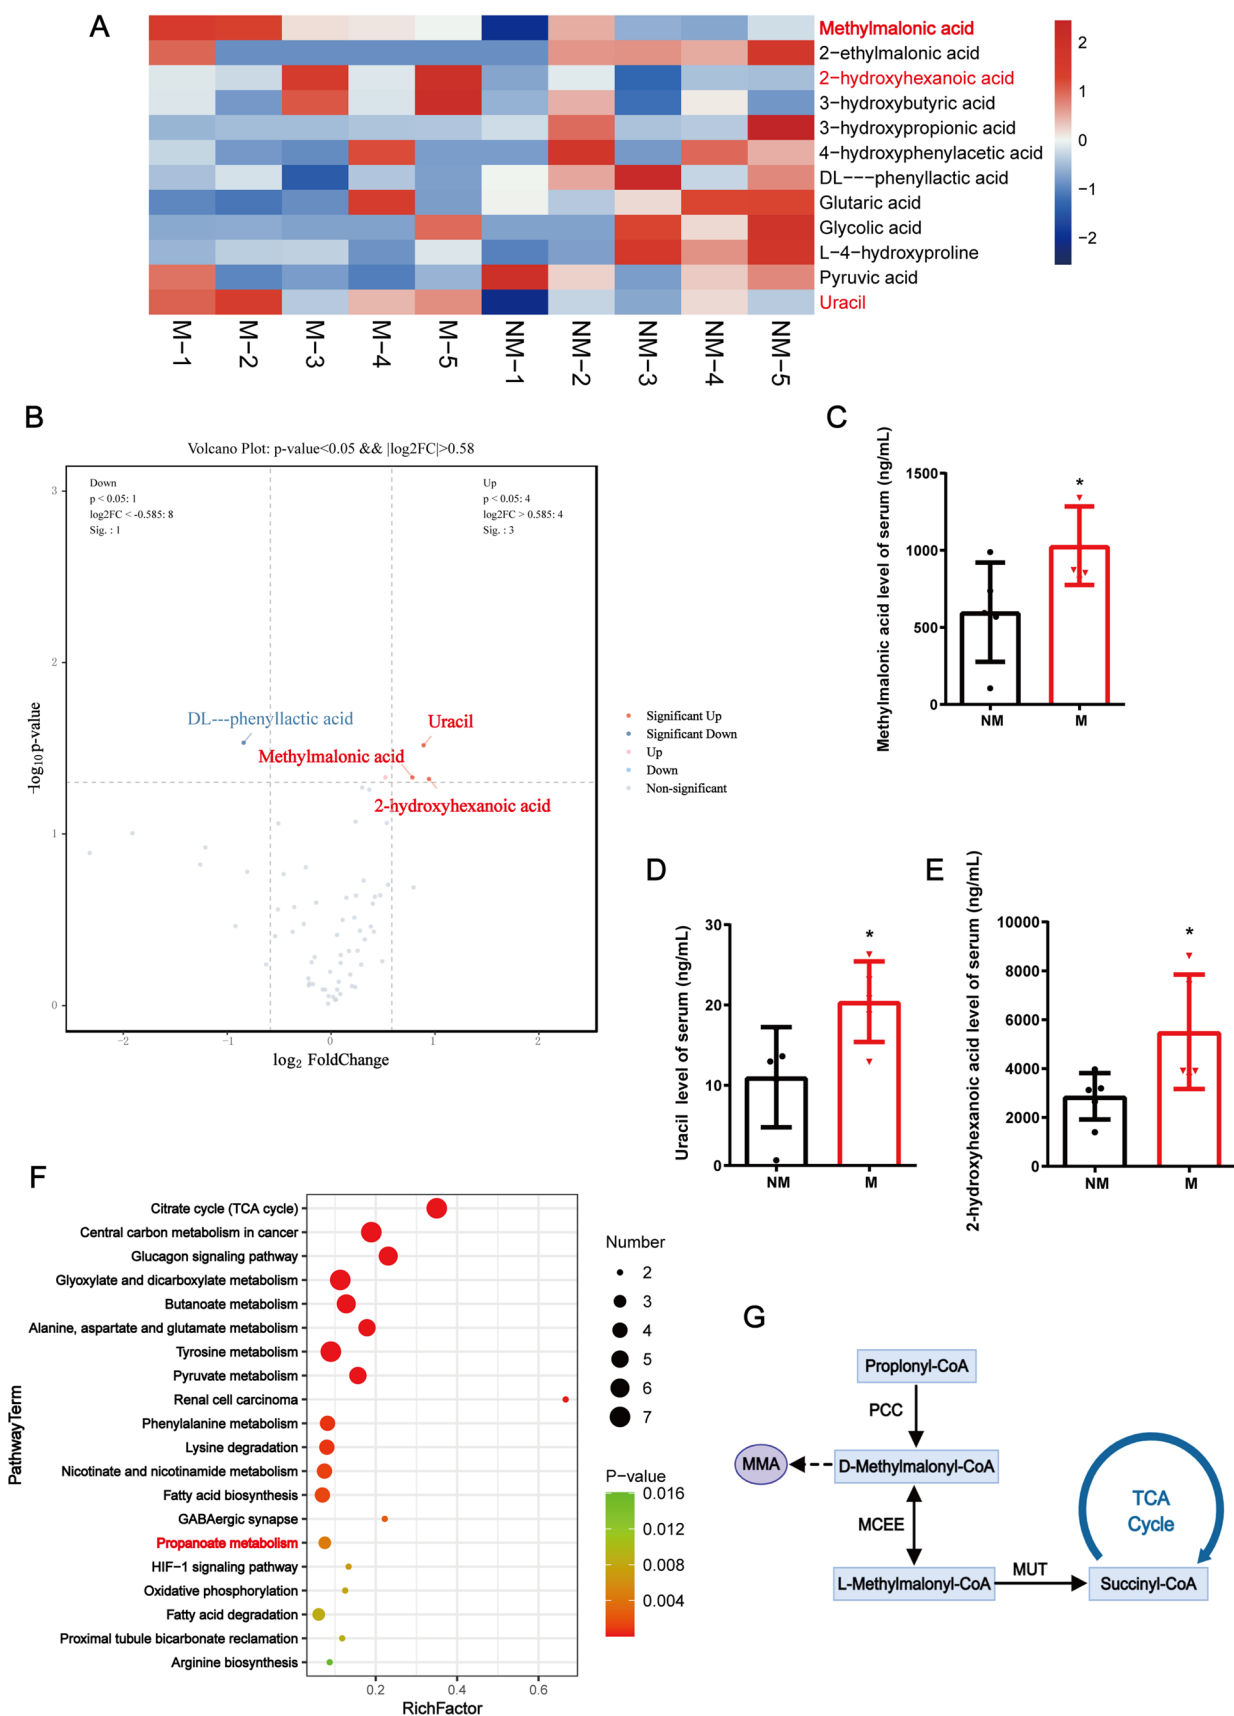 A
Methylmalonic acid
2−ethylmalonic acid
2−hydroxyhexanoic acid
3−hydroxybutyric acid
3−hydroxypropionic acid
4−hydroxyphenylacetic acid
DL−−−phenyllactic acid
Glutaric acid
Glycolic acid
L−4−hydroxyproline
Pyruvic acid
Uracil
2
1
0
−1
−2
M−1
M−2
M−3
M−4
M−5
NM−1
NM−2
NM−3
NM−4
NM−5
B
Volcano Plot: p-value<0.05 && |log2FC|>0.58
Down
p < 0.05: 1
log2FC < -0.585: 8
Sig. : 1
Up
p < 0.05: 4
log2FC > 0.585: 4
Sig. : 3
3
2
1
0
-log10 p-value
DL---phenyllactic acid
Uracil
Methylmalonic acid
2-hydroxyhexanoic acid
−2
−1
0
1
2
log2 FoldChange
Significant Up
Significant Down
Up
Down
Non-significant
C
Methylmalonic acid level of serum (ng/mL)
1500
1000
500
0
*
NM
M
D
Uracil level of serum (ng/mL)
30
20
10
0
*
NM
M
E
2-hydroxyhexanoic acid level of serum (ng/mL)
10000
8000
6000
4000
2000
0
*
NM
M
F
PathwayTerm
Citrate cycle (TCA cycle)
Central carbon metabolism in cancer
Glucagon signaling pathway
Glyoxylate and dicarboxylate metabolism
Butanoate metabolism
Alanine, aspartate and glutamate metabolism
Tyrosine metabolism
Pyruvate metabolism
Renal cell carcinoma
Phenylalanine metabolism
Lysine degradation
Nicotinate and nicotinamide metabolism
Fatty acid biosynthesis
GABAergic synapse
Propanoate metabolism
HIF−1 signaling pathway
Oxidative phosphorylation
Fatty acid degradation
Proximal tubule bicarbonate reclamation
Arginine biosynthesis
0.2
0.4
0.6
RichFactor
Number
2
3
4
5
6
7
P−value
0.016
0.012
0.008
0.004
G
Proplonyl-CoA
PCC
MMA
D-Methylmalonyl-CoA
MCEE
L-Methylmalonyl-CoA
MUT
Succinyl-CoA
TCA
Cycle